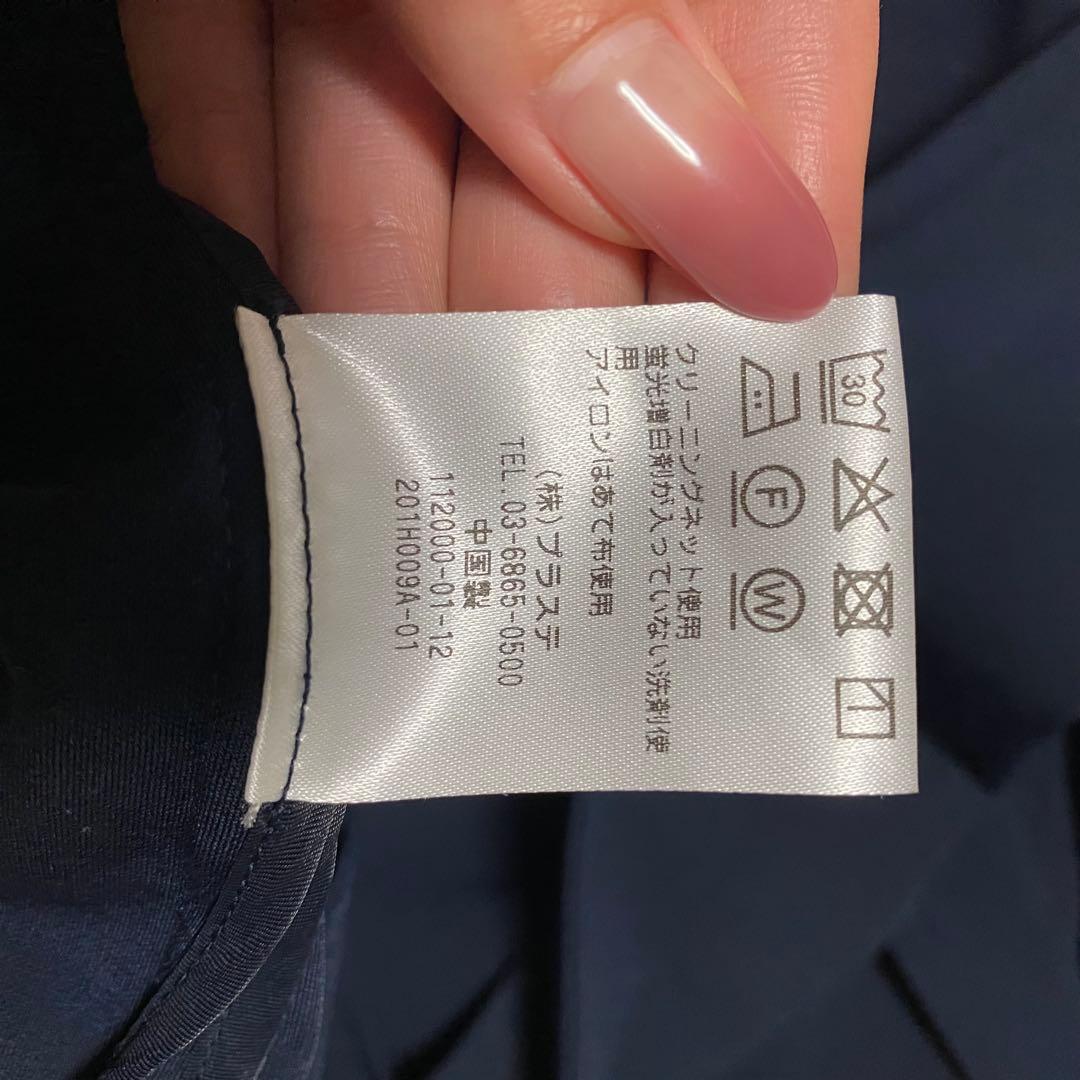 30
F W
クリーニングネット使用
蛍光増白剤が入っていない洗剤使
用
アイロンはあて布使用
(株)プラステ
TEL.03-6865-0500
中国製
112000-01-12
201H009A-01